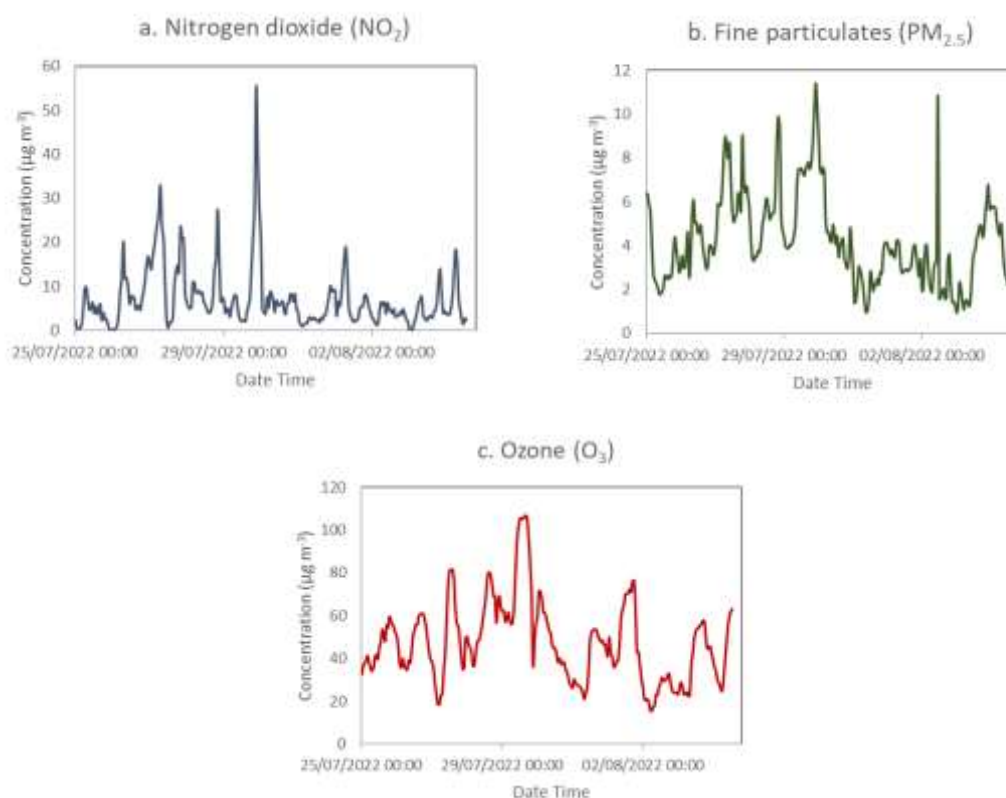 a. Nitrogen dioxide (NO₂)
60
50
40
30
20
10
0
Concentration (µg m⁻³)
25/07/2022 00:00 29/07/2022 00:00 02/08/2022 00:00
Date Time
b. Fine particulates (PM₂.₅)
12
10
8
6
4
2
0
Concentration (µg m⁻³)
25/07/2022 00:00 29/07/2022 00:00 02/08/2022 00:00
Date Time
c. Ozone (O₃)
120
100
80
60
40
20
0
Concentration (µg m⁻³)
25/07/2022 00:00 29/07/2022 00:00 02/08/2022 00:00
Date Time